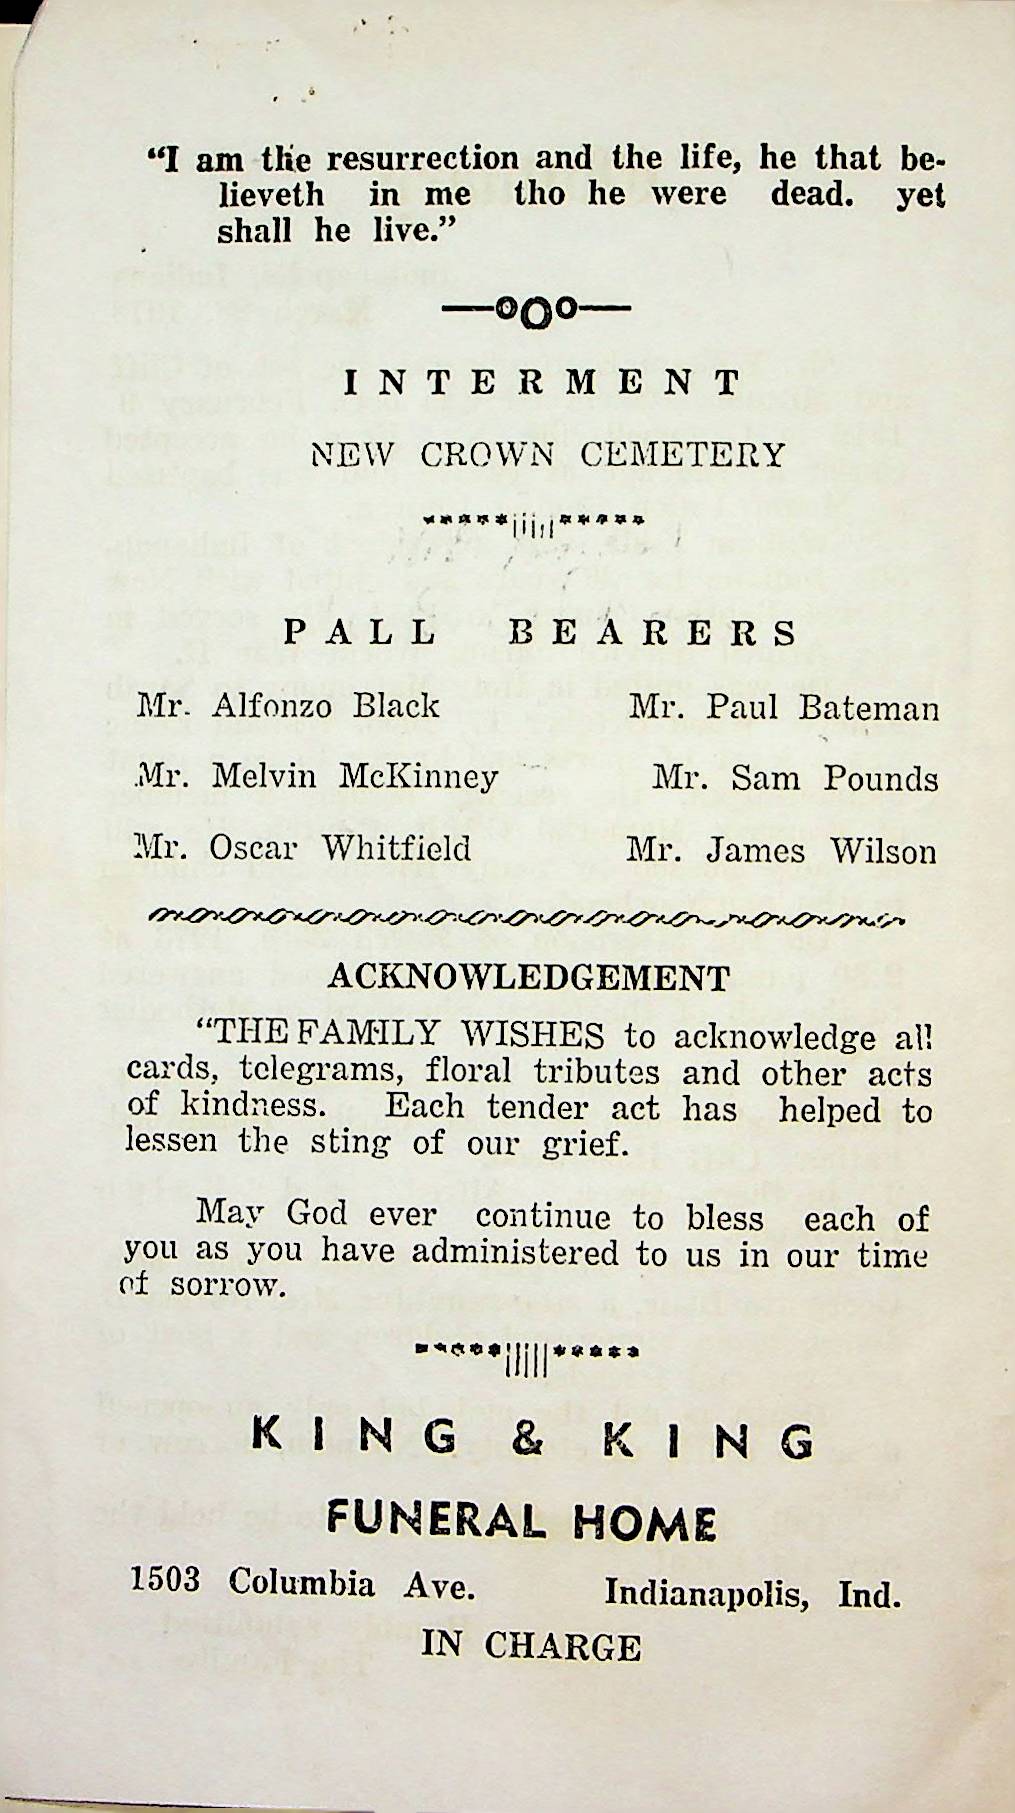 “I am the resurrection and the life, he that be-
lieveth in me tho he were dead. yet
shall he live.”
INTERMENT
NEW CROWN CEMETERY
PALL BEARERS
Mr. Alfonzo Black Mr. Paul Bateman
Mr. Melvin McKinney Mr. Sam Pounds
Mr. Oscar Whitfield Mr. James Wilson
ACKNOWLEDGEMENT
“THE FAMILY WISHES to acknowledge all
cards, telegrams, floral tributes and other acts
of kindness. Each tender act has helped to
lessen the sting of our grief.
May God ever continue to bless each of
you as you have administered to us in our time
of sorrow.
KING & KING
FUNERAL HOME
1503 Columbia Ave. Indianapolis, Ind.
IN CHARGE